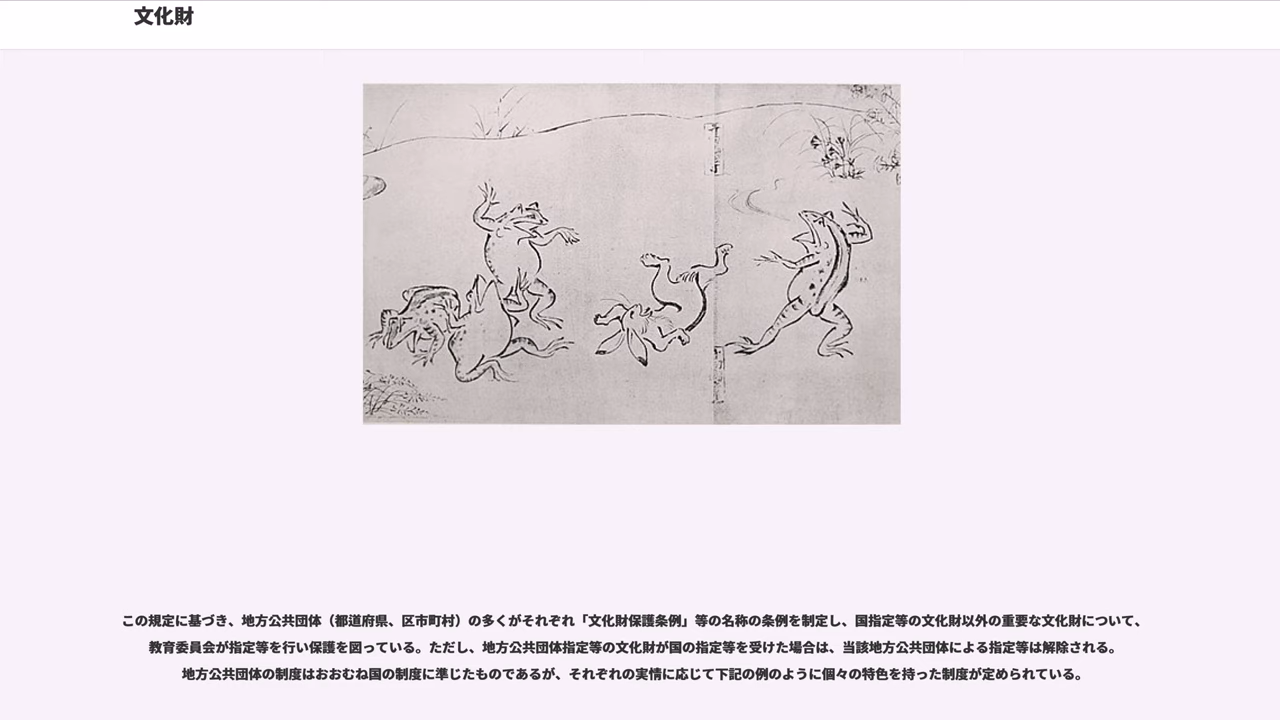 文化財
この規定に基づき、地方公共団体（都道府県、区市町村）の多くがそれぞれ「文化財保護条例」等の名称の条例を制定し、国指定等の文化財以外の重要な文化財について、
教育委員会が指定等を行い保護を図っている。ただし、地方公共団体指定等の文化財が国の指定等を受けた場合は、当該地方公共団体による指定等は解除される。
地方公共団体の制度はおおむね国の制度に準じたものであるが、それぞれの実情に応じて下記の例のように個々の特色を持った制度が定められている。